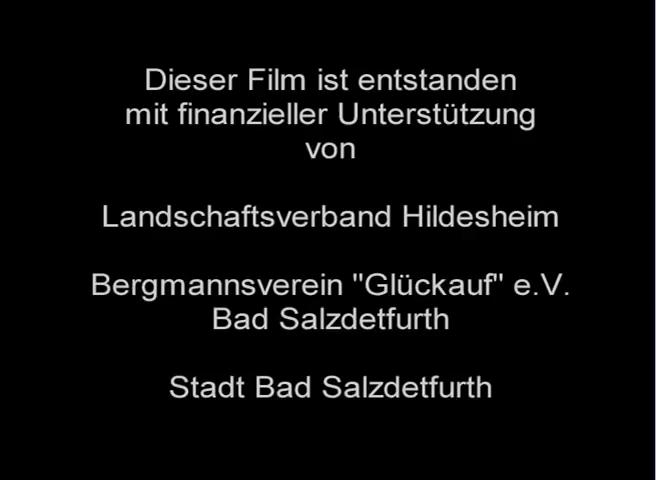 Dieser Film ist entstanden
mit finanzieller Unterstützung
von
Landschaftsverband Hildesheim
Bergmannsverein "Glückauf" e.V.
Bad Salzdetfurth
Stadt Bad Salzdetfurth